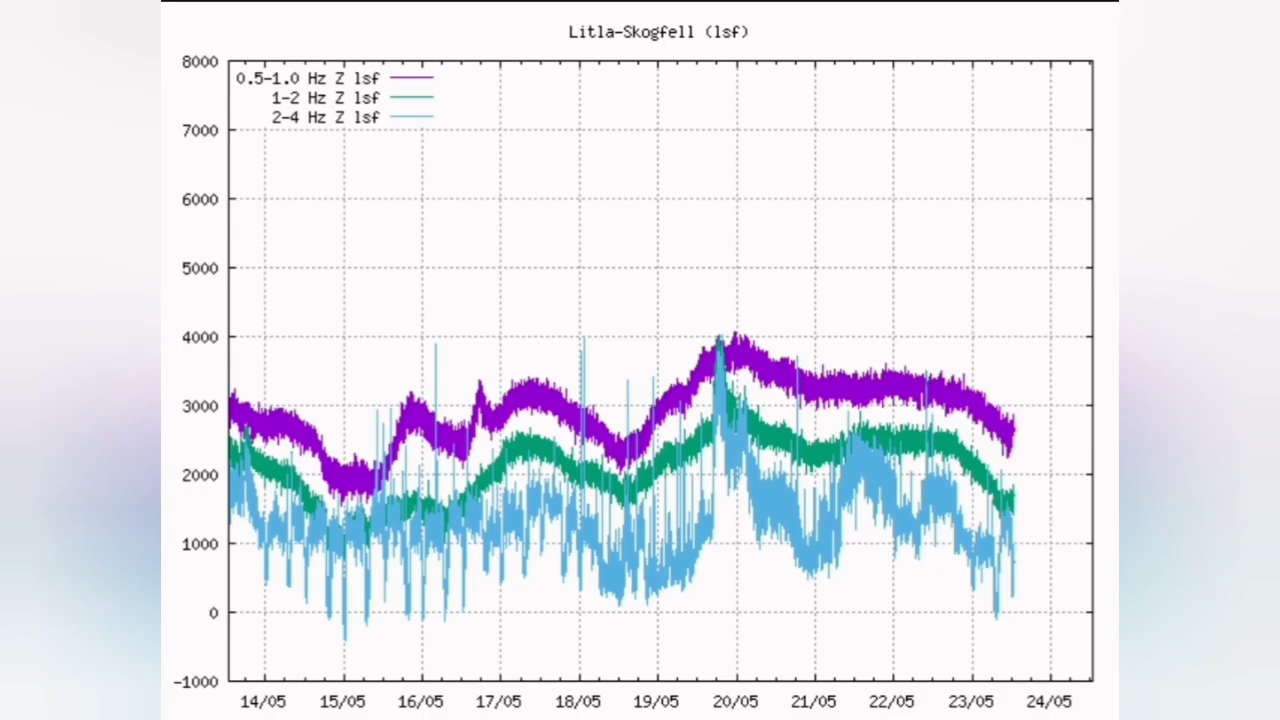 Litla-Skogfell (lsf)
8000
0.5-1.0 Hz Z lsf
1-2 Hz Z lsf
2-4 Hz Z lsf
7000
6000
5000
4000
3000
2000
1000
0
-1000
14/05 15/05 16/05 17/05 18/05 19/05 20/05 21/05 22/05 23/05 24/05